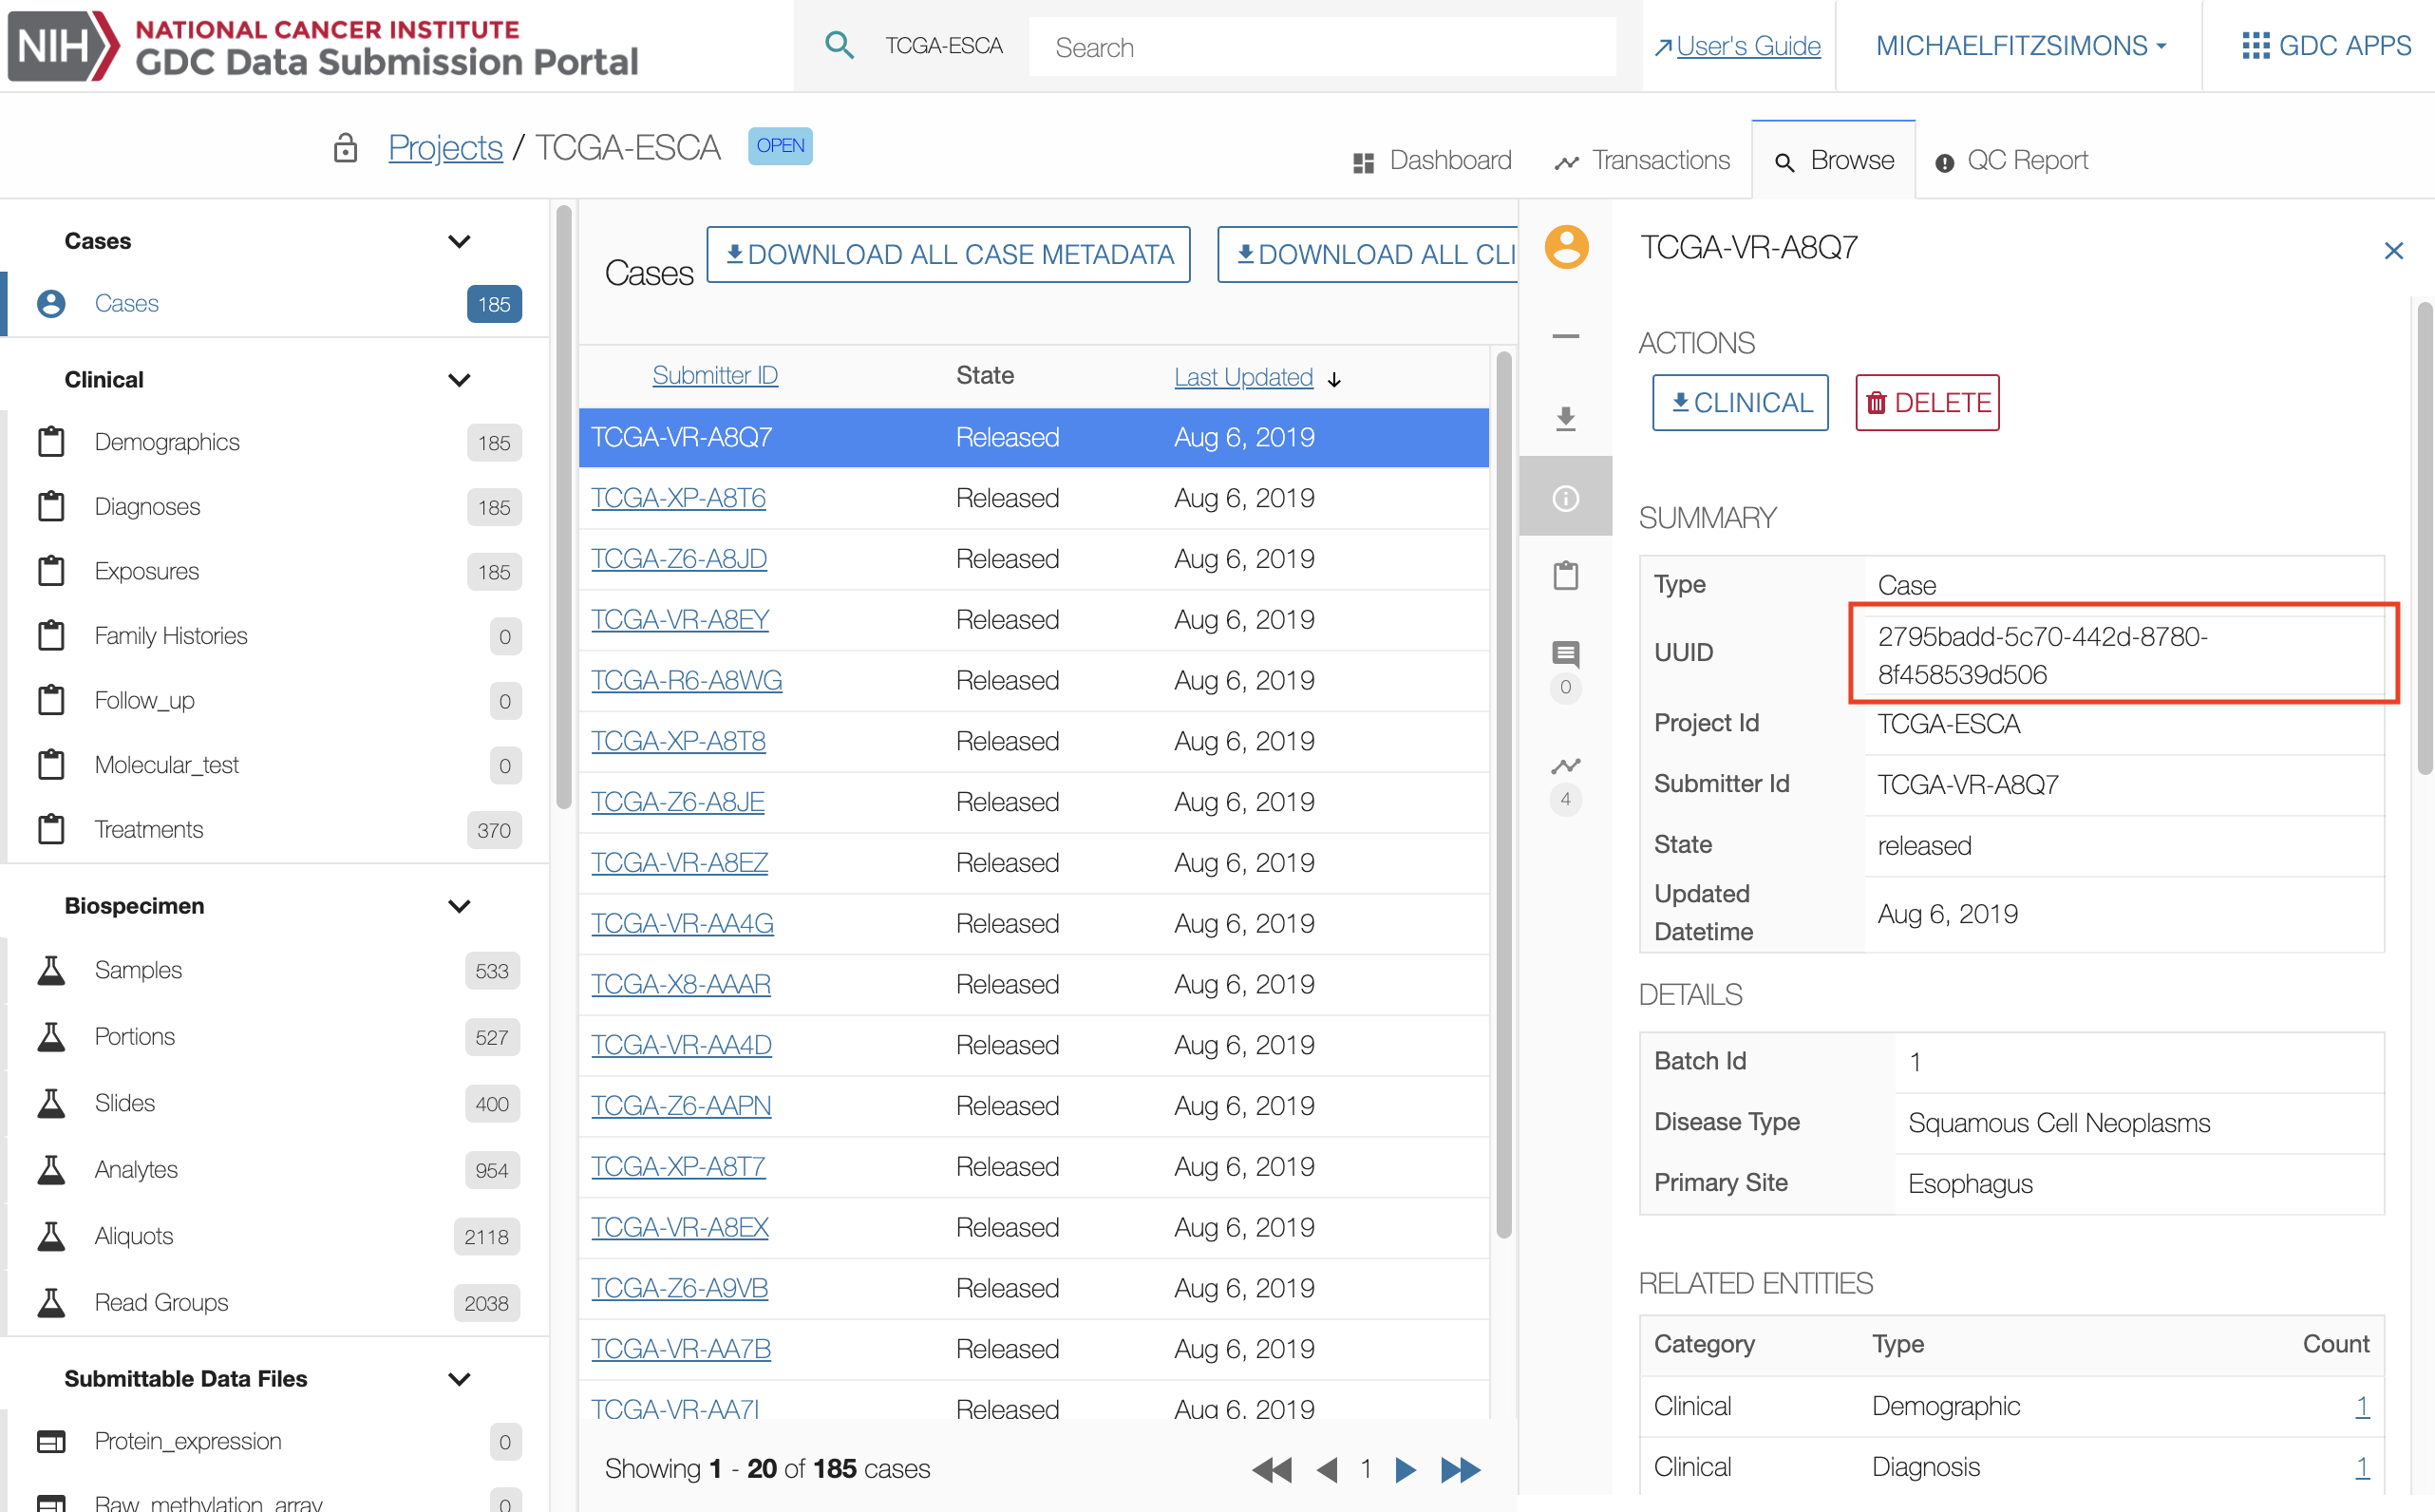 NIH NATIONAL CANCER INSTITUTE
GDC Data Submission Portal
TCGA-ESCA Search
User's Guide
MICHAELFITZSIMONS
GDC APPS
Projects / TCGA-ESCA OPEN
Dashboard Transactions Browse QC Report
Cases
Cases 185
Clinical
Demographics 185
Diagnoses 185
Exposures 185
Family Histories 0
Follow_up 0
Molecular_test 0
Treatments 370
Biospecimen
Samples 533
Portions 527
Slides 400
Analytes 954
Aliquots 2118
Read Groups 2038
Submittable Data Files
Protein_expression 0
Raw_methylation_array 0
Cases DOWNLOAD ALL CASE METADATA DOWNLOAD ALL CLI
Submitter ID State Last Updated
TCGA-VR-A8Q7 Released Aug 6, 2019
TCGA-XP-A8T6 Released Aug 6, 2019
TCGA-Z6-A8JD Released Aug 6, 2019
TCGA-VR-A8EY Released Aug 6, 2019
TCGA-R6-A8WG Released Aug 6, 2019
TCGA-XP-A8T8 Released Aug 6, 2019
TCGA-Z6-A8JE Released Aug 6, 2019
TCGA-VR-A8EZ Released Aug 6, 2019
TCGA-VR-AA4G Released Aug 6, 2019
TCGA-X8-AAAR Released Aug 6, 2019
TCGA-VR-AA4D Released Aug 6, 2019
TCGA-Z6-AAPN Released Aug 6, 2019
TCGA-XP-A8T7 Released Aug 6, 2019
TCGA-VR-A8EX Released Aug 6, 2019
TCGA-Z6-A9VB Released Aug 6, 2019
TCGA-VR-AA7B Released Aug 6, 2019
TCGA-VR-AA7I Released Aug 6, 2019
Showing 1 - 20 of 185 cases
1
0
4
TCGA-VR-A8Q7
ACTIONS
CLINICAL DELETE
SUMMARY
Type Case
UUID 2795badd-5c70-442d-8780-
8f458539d506
Project Id TCGA-ESCA
Submitter Id TCGA-VR-A8Q7
State released
Updated
Datetime Aug 6, 2019
DETAILS
Batch Id 1
Disease Type Squamous Cell Neoplasms
Primary Site Esophagus
RELATED ENTITIES
Category Type Count
Clinical Demographic 1
Clinical Diagnosis 1